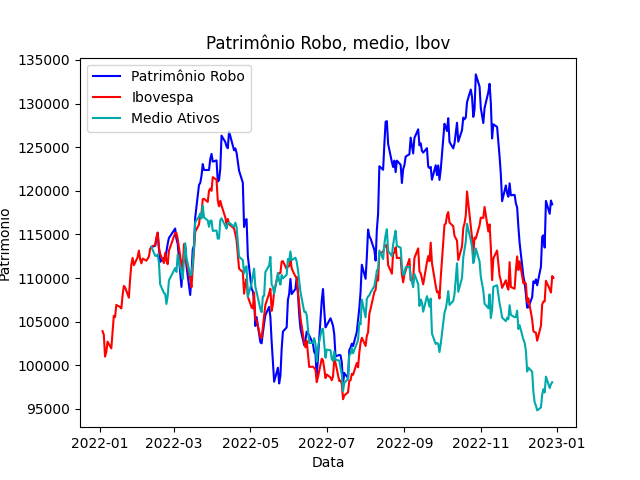 Patrimônio Robo, medio, Ibov
Patrimônio Robo
Ibovespa
Medio Ativos
Patrimonio
135000
130000
125000
120000
115000
110000
105000
100000
95000
2022-01 2022-03 2022-05 2022-07 2022-09 2022-11 2023-01
Data